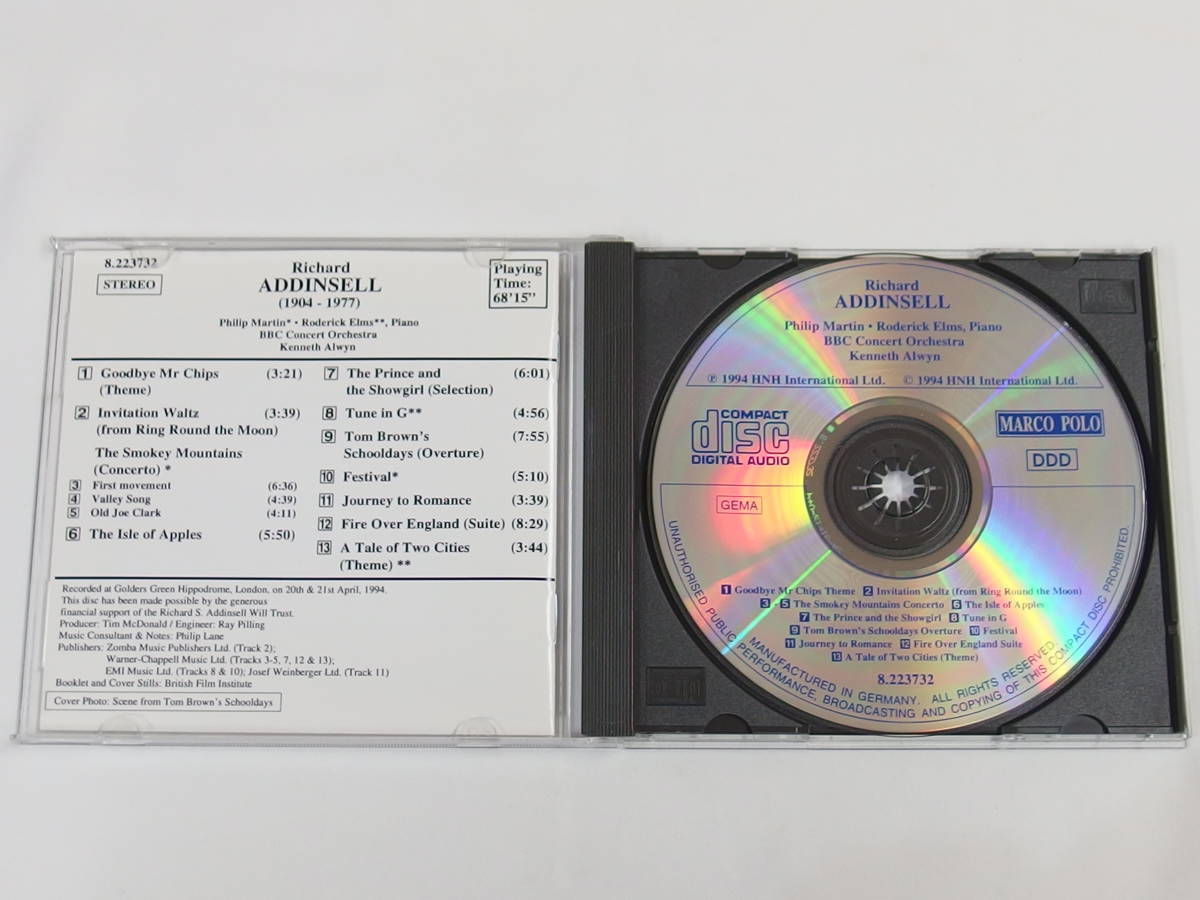 8.223732
STEREO
Richard
ADDINSELL
(1904 - 1977)
Playing
Time:
68'15"
Philip Martin* • Roderick Elms**, Piano
BBC Concert Orchestra
Kenneth Alwyn
1 Goodbye Mr Chips (3:21)
(Theme)
2 Invitation Waltz (3:39)
(from Ring Round the Moon)
The Smokey Mountains
(Concerto) *
3 First movement (6:36)
4 Valley Song (4:39)
5 Old Joe Clark (4:11)
6 The Isle of Apples (5:50)
7 The Prince and (6:01)
the Showgirl (Selection)
8 Tune in G** (4:56)
9 Tom Brown's (7:55)
Schooldays (Overture)
10 Festival* (5:10)
11 Journey to Romance (3:39)
12 Fire Over England (Suite) (8:29)
13 A Tale of Two Cities (3:44)
(Theme) **
Recorded at Golders Green Hippodrome, London, on 20th & 21st April, 1994.
This disc has been made possible by the generous
financial support of the Richard S. Addinsell Will Trust.
Producer: Tim McDonald / Engineer: Ray Pilling
Music Consultant & Notes: Philip Lane
Publishers: Zomba Music Publishers Ltd. (Track 2);
Warner-Chappell Music Ltd. (Tracks 3-5, 7, 12 & 13);
EMI Music Ltd. (Tracks 8 & 10); Josef Weinberger Ltd. (Track 11)
Booklet and Cover Stills: British Film Institute
Cover Photo: Scene from Tom Brown's Schooldays
Richard
ADDINSELL
Philip Martin • Roderick Elms, Piano
BBC Concert Orchestra
Kenneth Alwyn
℗ 1994 HNH International Ltd. © 1994 HNH International Ltd.
COMPACT
disc
DIGITAL AUDIO
MARCO POLO
DDD
GEMA
1 Goodbye Mr Chips Theme 2 Invitation Waltz (from Ring Round the Moon)
3 - 5 The Smokey Mountains Concerto 6 The Isle of Apples
7 The Prince and the Showgirl 8 Tune in G
9 Tom Brown's Schooldays Overture 10 Festival
11 Journey to Romance 12 Fire Over England Suite
13 A Tale of Two Cities (Theme)
8.223732
MANUFACTURED IN GERMANY. ALL RIGHTS RESERVED.
UNAUTHORISED PUBLIC PERFORMANCE, BROADCASTING AND COPYING OF THIS COMPACT DISC PROHIBITED.